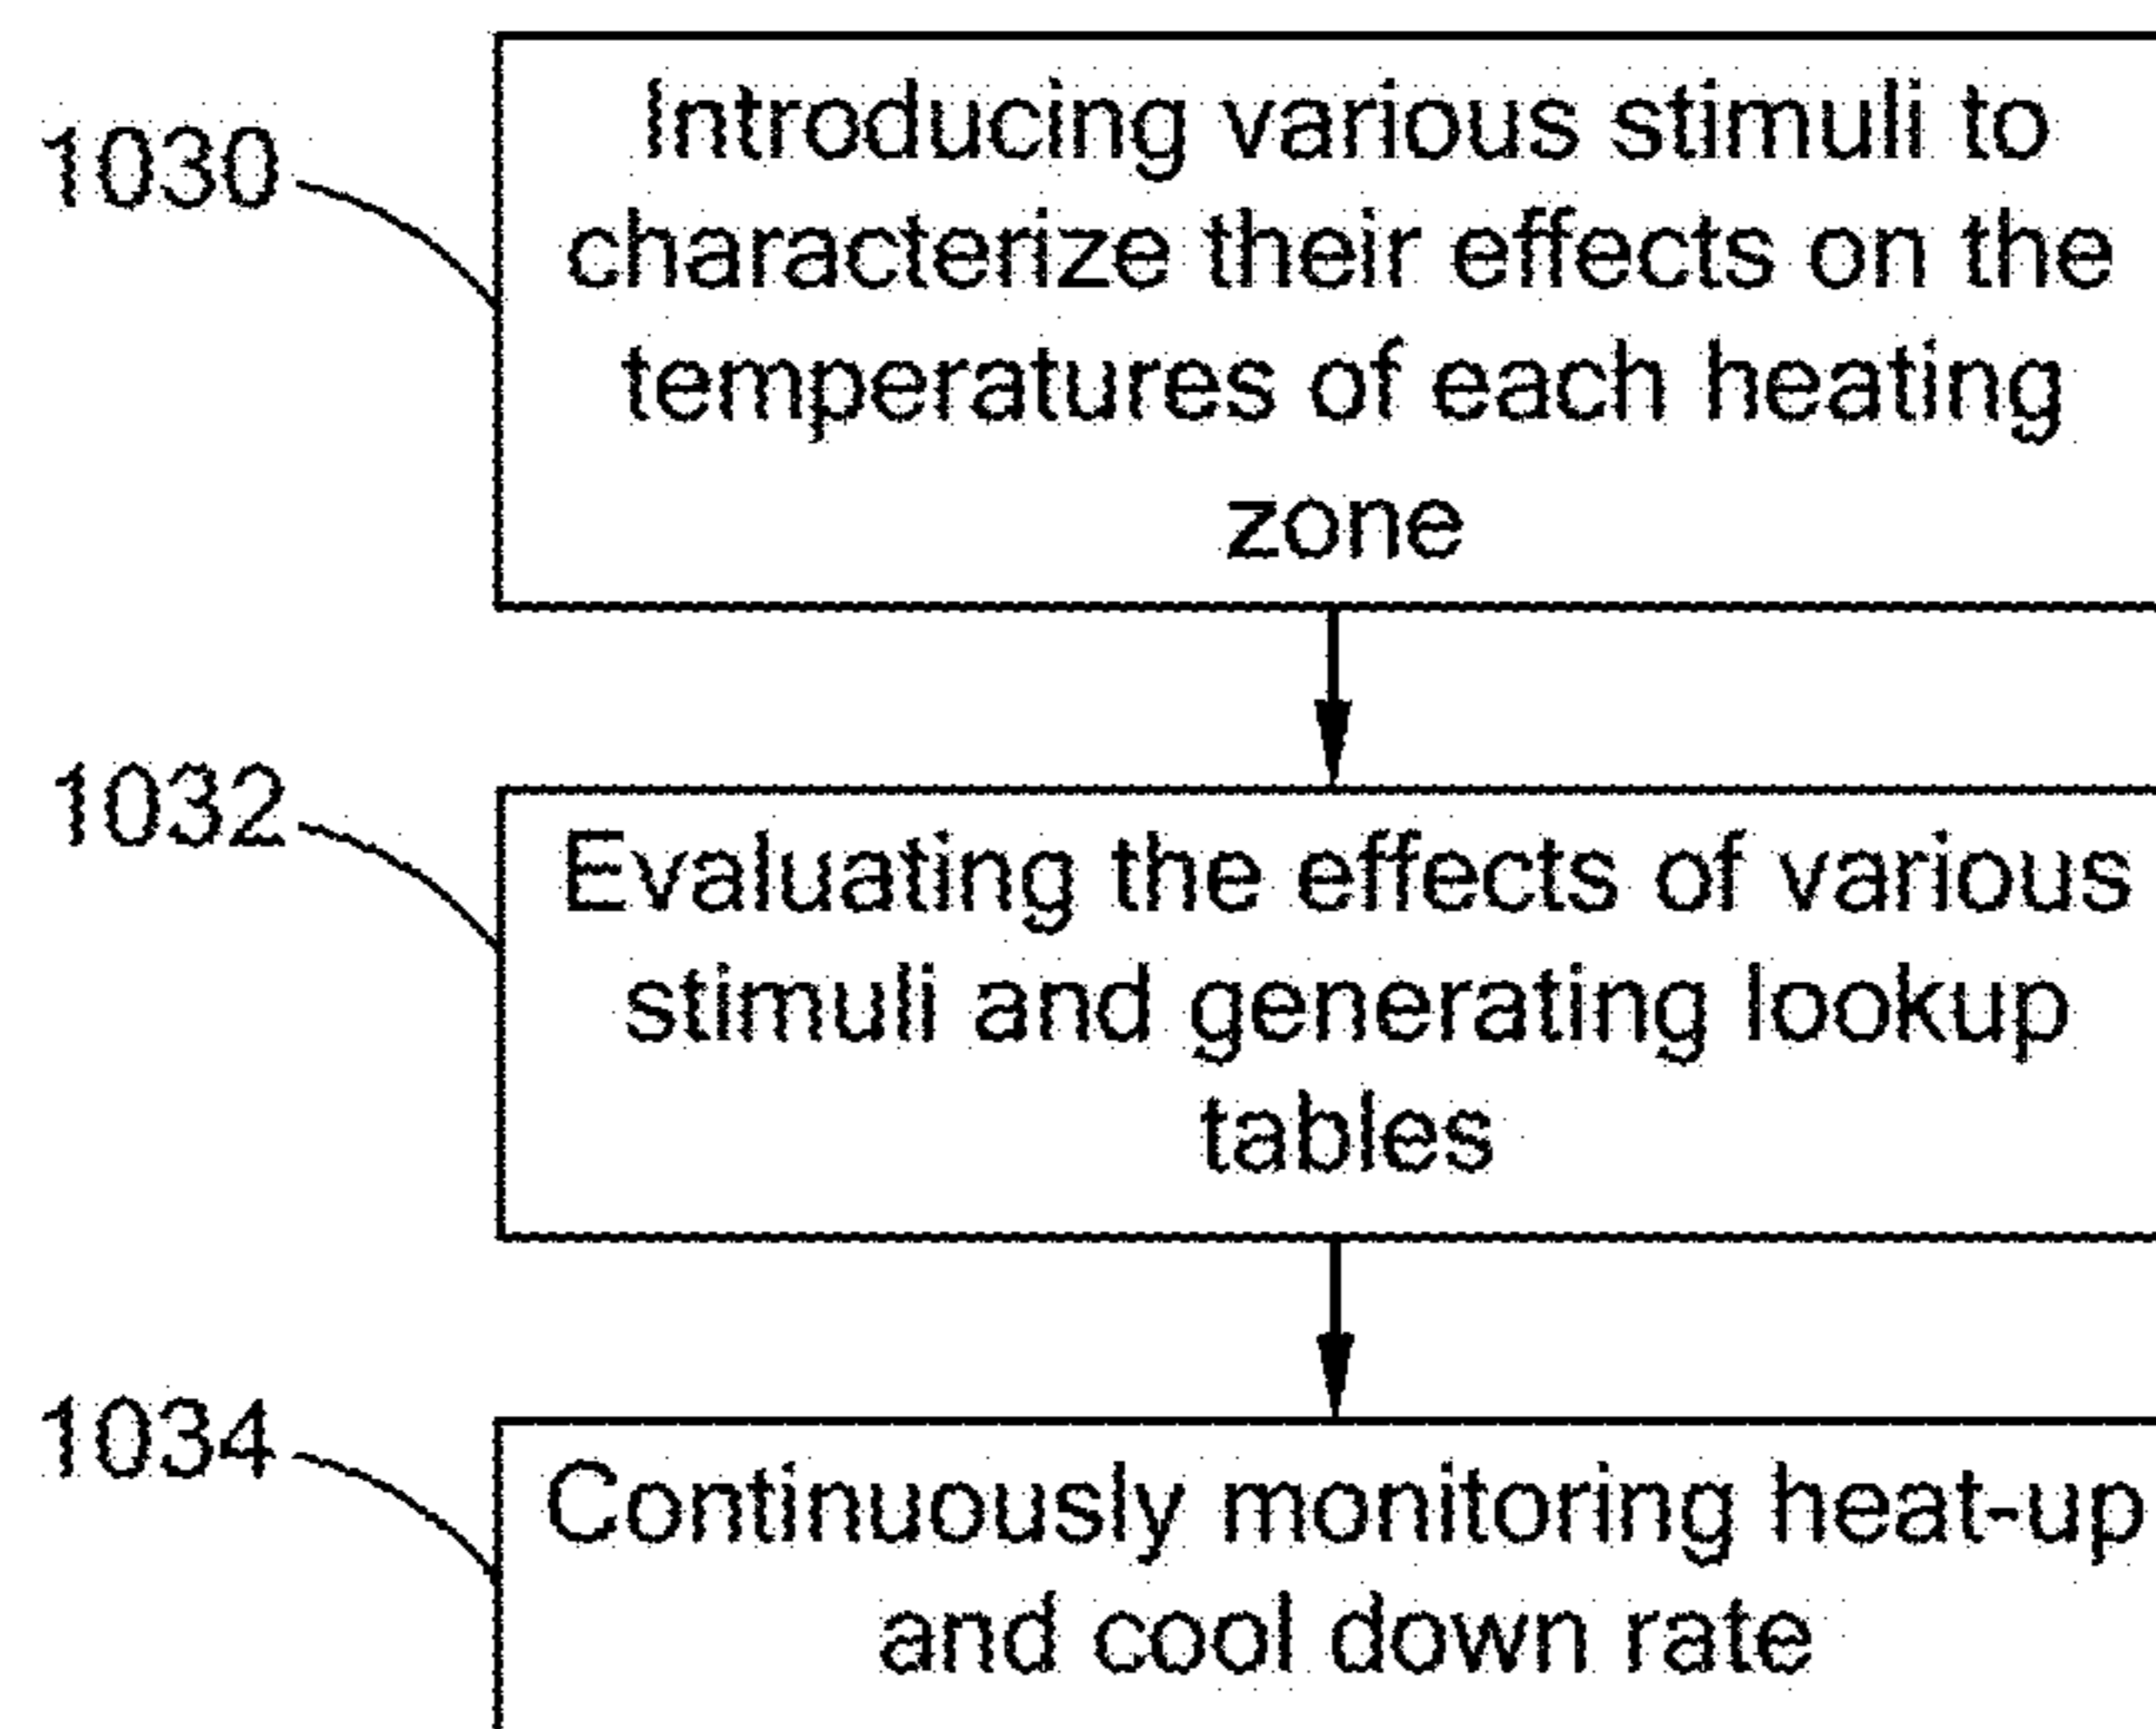 1030
Introducing various stimuli to
characterize their effects on the
temperatures of each heating
zone
1032
Evaluating the effects of various
stimuli and generating lookup
tables
1034
Continuously monitoring heat-up
and cool down rate